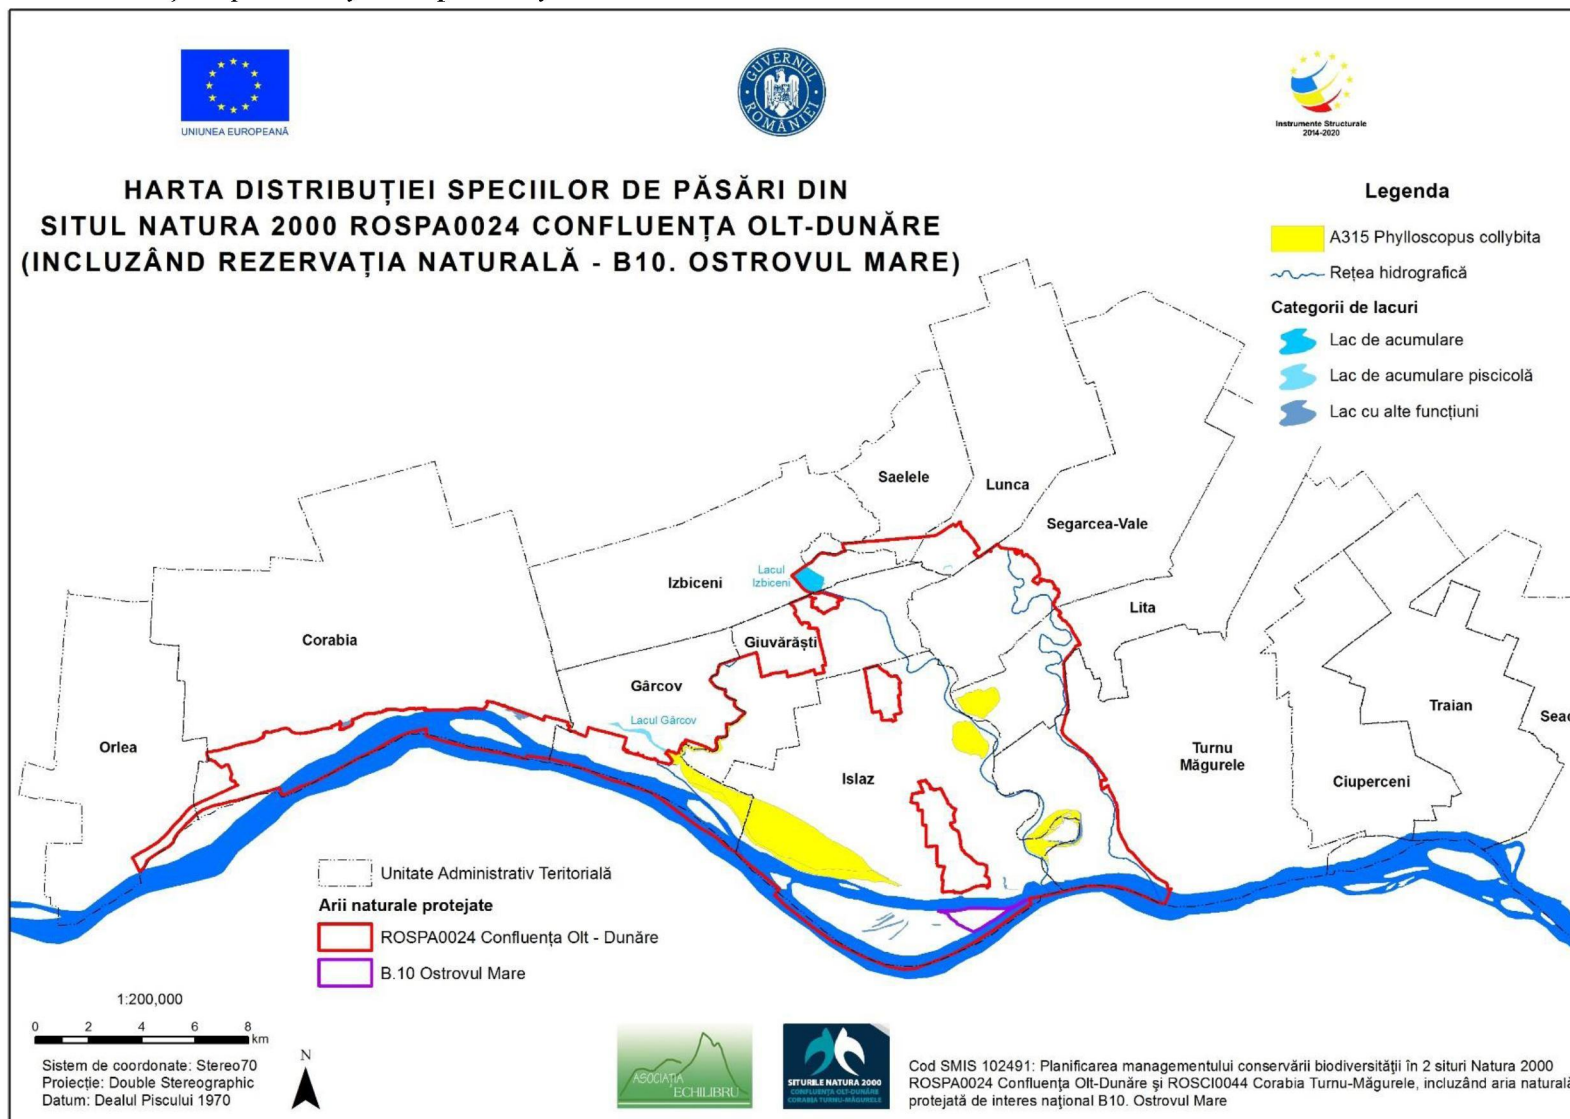 UNIUNEA EUROPEANĂ
GUVERNUL ROMÂNIEI
Instrumente Structurale
2014-2020
HARTA DISTRIBUȚIEI SPECIILOR DE PĂSĂRI DIN
SITUL NATURA 2000 ROSPA0024 CONFLUENȚA OLT-DUNĂRE
(INCLUZÂND REZERVAȚIA NATURALĂ - B10. OSTROVUL MARE)
Legenda
A315 Phylloscopus collybita
Rețea hidrografică
Categorii de lacuri
Lac de acumulare
Lac de acumulare piscicolă
Lac cu alte funcțiuni
Saelele
Lunca
Segarcea-Vale
Izbiceni
Lacul
Izbiceni
Lita
Corabia
Giuvărăști
Gârcov
Lacul Gârcov
Orlea
Islaz
Turnu
Măgurele
Traian
Ciuperceni
Unitate Administrativ Teritorială
Arii naturale protejate
ROSPA0024 Confluența Olt - Dunăre
B.10 Ostrovul Mare
1:200,000
0 2 4 6 8
km
N
Sistem de coordonate: Stereo70
Proiecție: Double Stereographic
Datum: Dealul Piscului 1970
ASOCIAȚIA
ECHILIBRU
SITURILE NATURA 2000
CONFLUENȚA OLT-DUNĂRE
CORABIA TURNU-MĂGURELE
Cod SMIS 102491: Planificarea managementului conservării biodiversității în 2 situri Natura 2000
ROSPA0024 Confluența Olt-Dunăre și ROSCI0044 Corabia Turnu-Măgurele, incluzând aria naturală
protejată de interes național B10. Ostrovul Mare